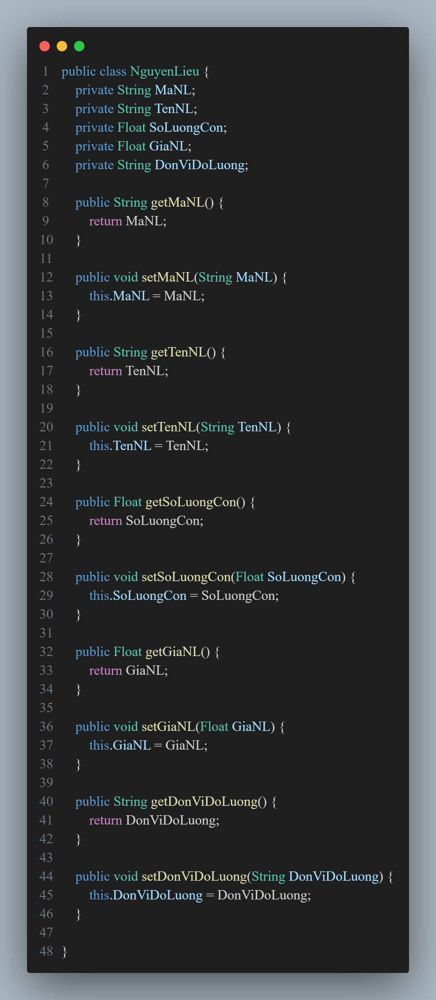 1 public class NguyenLieu {
2 private String MaNL;
3 private String TenNL;
4 private Float SoLuongCon;
5 private Float GiaNL;
6 private String DonViDoLuong;
7
8 public String getMaNL() {
9 return MaNL;
10 }
11
12 public void setMaNL(String MaNL) {
13 this.MaNL = MaNL;
14 }
15
16 public String getTenNL() {
17 return TenNL;
18 }
19
20 public void setTenNL(String TenNL) {
21 this.TenNL = TenNL;
22 }
23
24 public Float getSoLuongCon() {
25 return SoLuongCon;
26 }
27
28 public void setSoLuongCon(Float SoLuongCon) {
29 this.SoLuongCon = SoLuongCon;
30 }
31
32 public Float getGiaNL() {
33 return GiaNL;
34 }
35
36 public void setGiaNL(Float GiaNL) {
37 this.GiaNL = GiaNL;
38 }
39
40 public String getDonViDoLuong() {
41 return DonViDoLuong;
42 }
43
44 public void setDonViDoLuong(String DonViDoLuong) {
45 this.DonViDoLuong = DonViDoLuong;
46 }
47
48 }